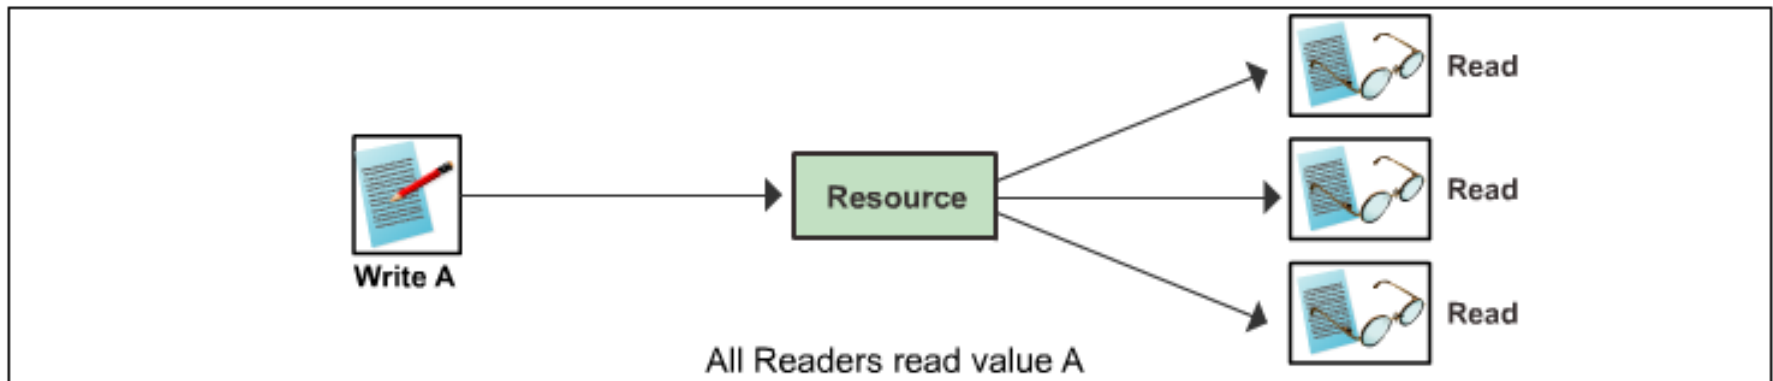 Read
Read
Resource
Write A
Read
All Readers read value A